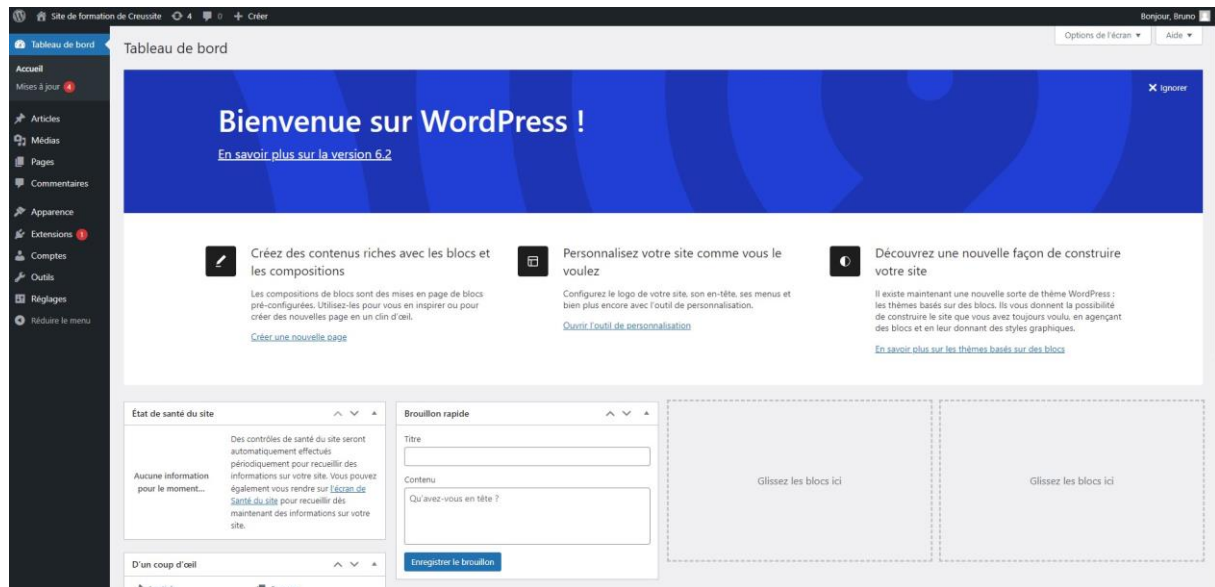 Site de formation de Creussite 4 0 + Créer
Bonjour, Bruno
Tableau de bord
Accueil
Mises à jour 4
Articles
Médias
Pages
Commentaires
Apparence
Extensions 1
Comptes
Outils
Réglages
Réduire le menu
Tableau de bord
Options de l'écran
Aide
Ignorer
Bienvenue sur WordPress !
En savoir plus sur la version 6.2
Créez des contenus riches avec les blocs et
les compositions
Les compositions de blocs sont des mises en page de blocs
pré-configurées. Utilisez-les pour vous en inspirer ou pour
créer des nouvelles page en un clin d'œil.
Créer une nouvelle page
Personnalisez votre site comme vous le
voulez
Configurez le logo de votre site, son en-tête, ses menus et
bien plus encore avec l'outil de personnalisation.
Ouvrir l'outil de personnalisation
Découvrez une nouvelle façon de construire
votre site
Il existe maintenant une nouvelle sorte de thème WordPress :
les thèmes basés sur des blocs. Ils vous donnent la possibilité
de construire le site que vous avez toujours voulu, en agençant
des blocs et en leur donnant des styles graphiques.
En savoir plus sur les thèmes basés sur des blocs
État de santé du site
Aucune information
pour le moment...
Des contrôles de santé du site seront
automatiquement effectués
périodiquement pour recueillir des
informations sur votre site. Vous pouvez
également vous rendre sur l'écran de
Santé du site pour recueillir dès
maintenant des informations sur votre
site.
D'un coup d'œil
Brouillon rapide
Titre
Contenu
Qu'avez-vous en tête ?
Enregistrer le brouillon
Glissez les blocs ici
Glissez les blocs ici